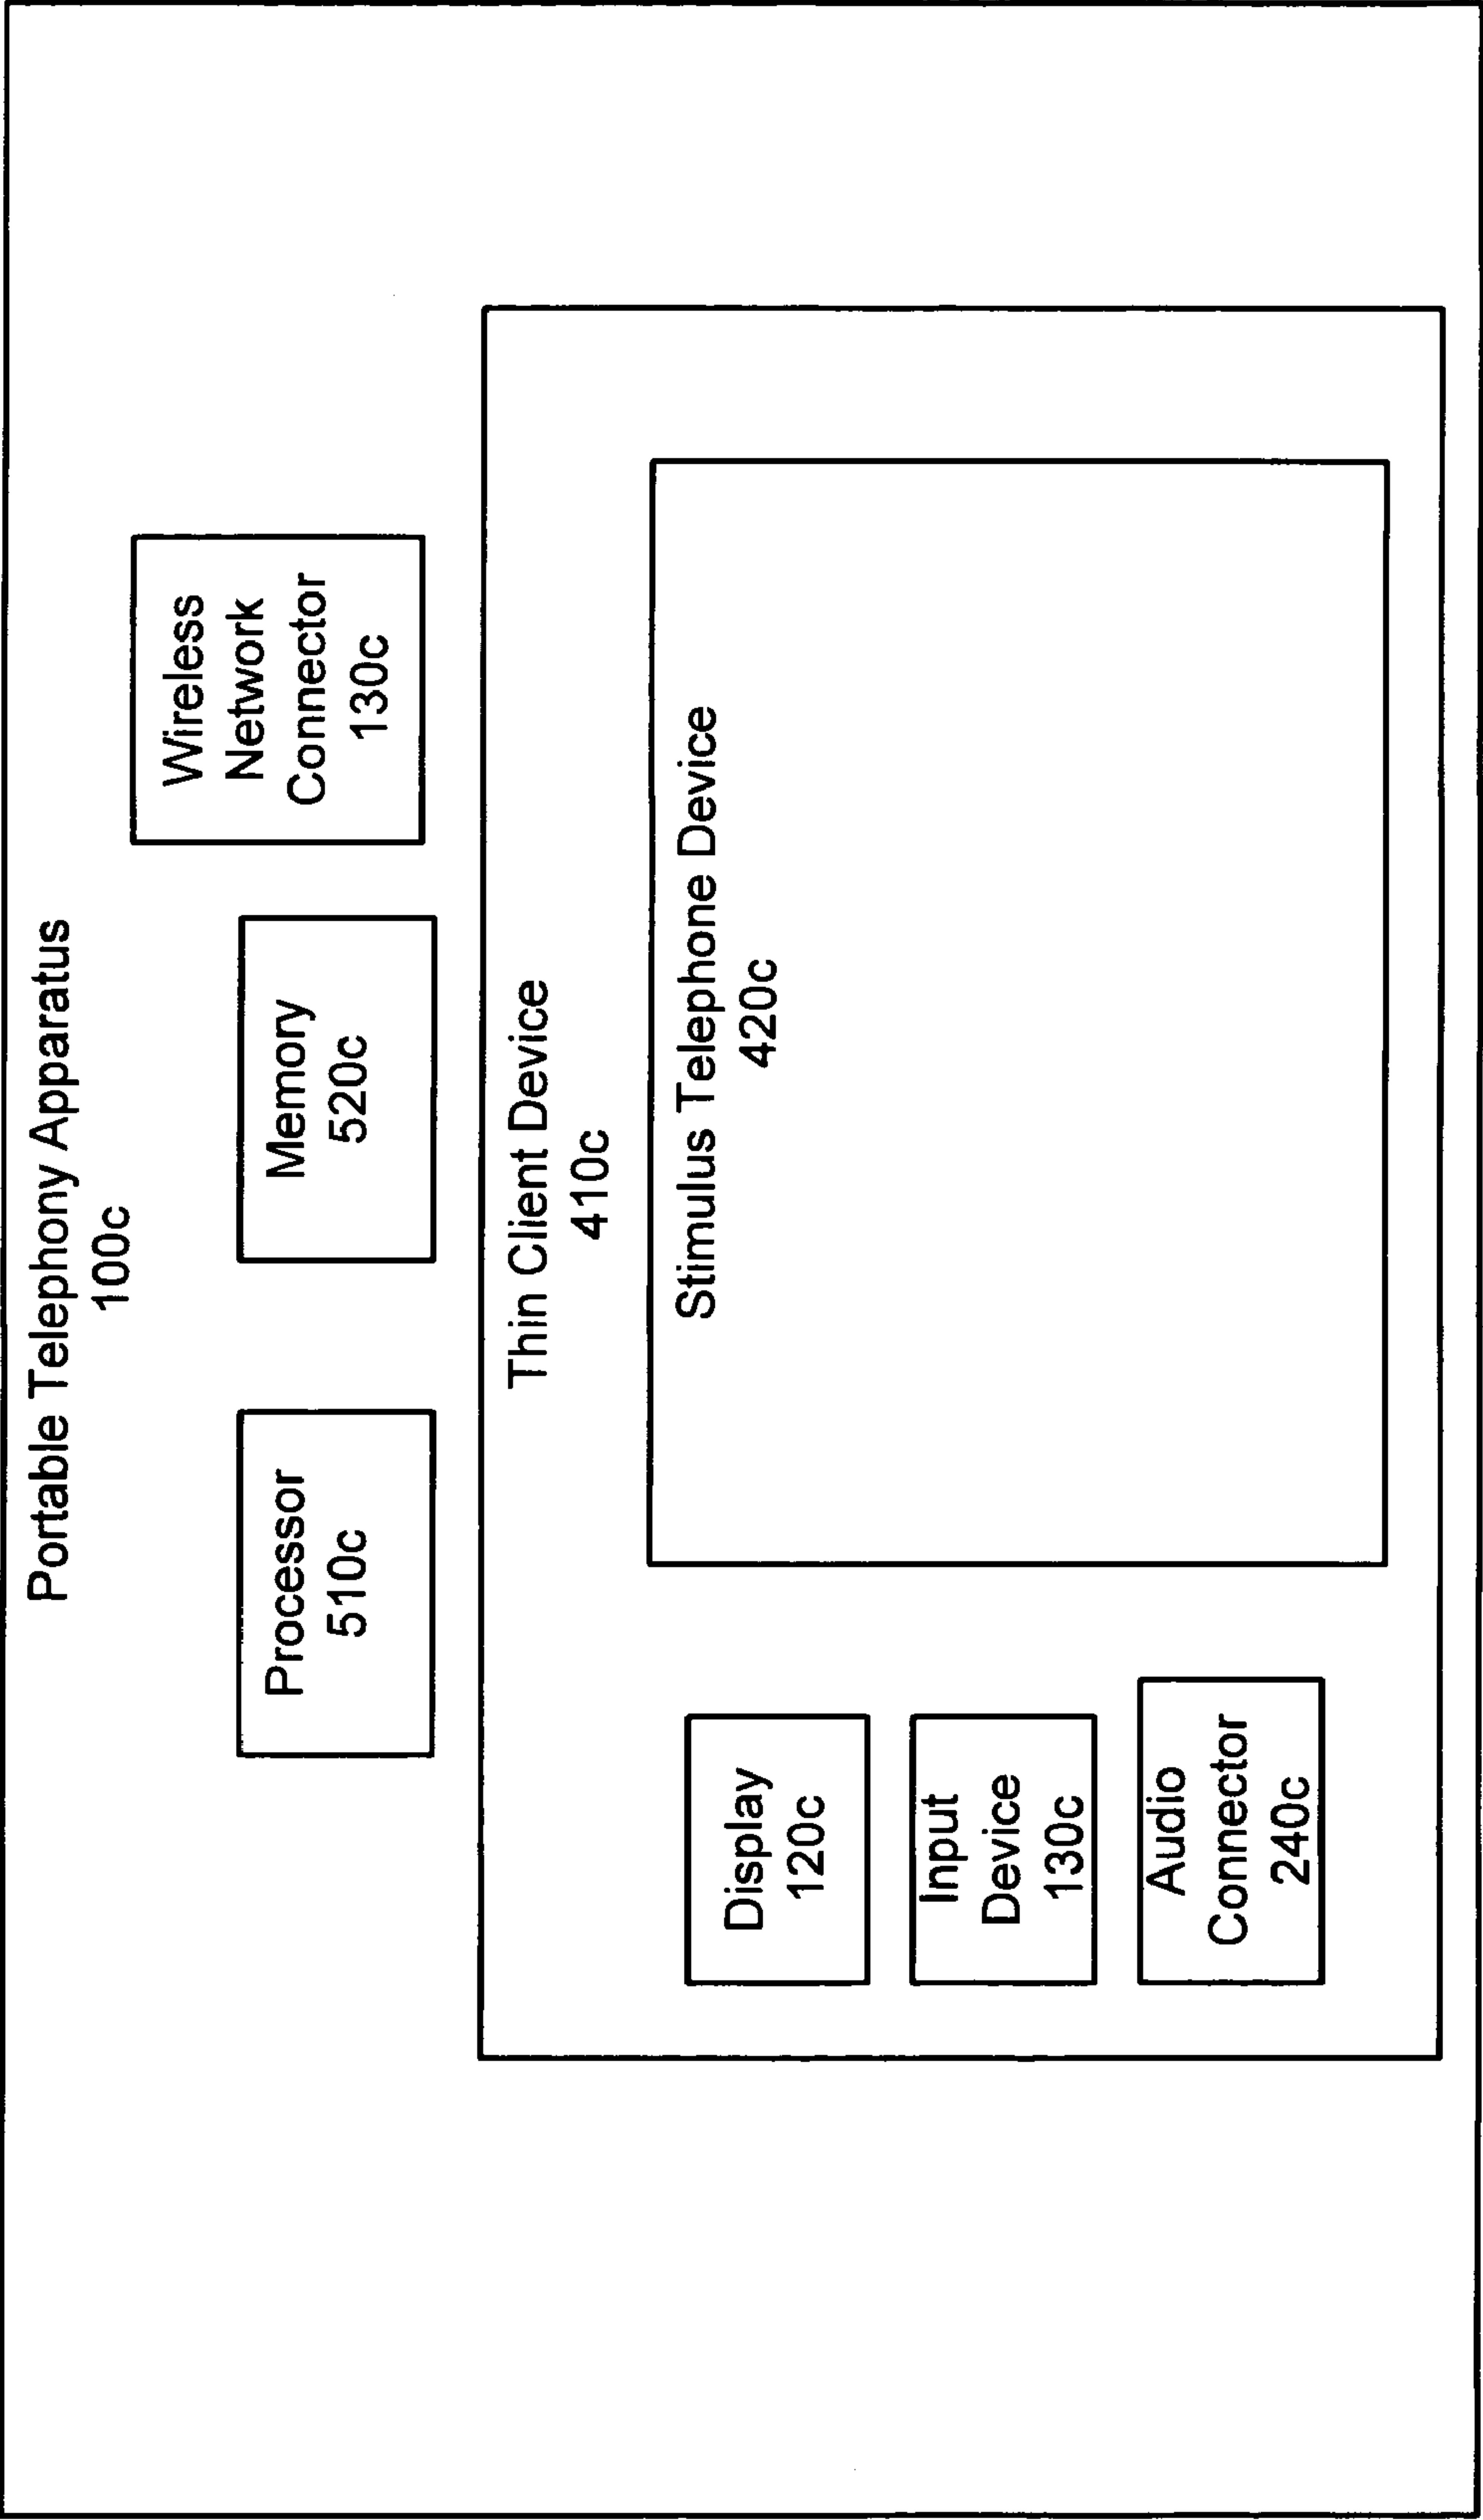 Portable Telephony Apparatus
100c
Processor
510c
Memory
520c
Wireless
Network
Connector
130c
Thin Client Device
410c
Display
120c
Input
Device
130c
Audio
Connector
240c
Stimulus Telephone Device
420c